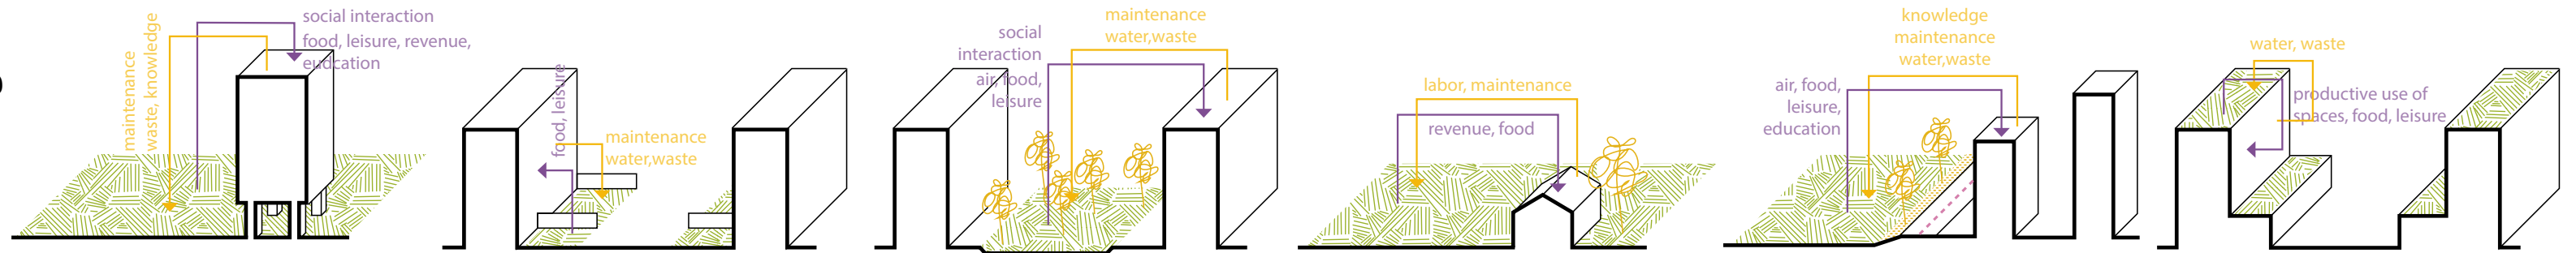 maintenance
waste, knowledge
social interaction
food, leisure, revenue,
eudcation
food, leisure
maintenance
water,waste
social
interaction
air, food,
leisure
maintenance
water,waste
labor, maintenance
revenue, food
air, food,
leisure,
education
knowledge
maintenance
water,waste
water, waste
productive use of
spaces, food, leisure